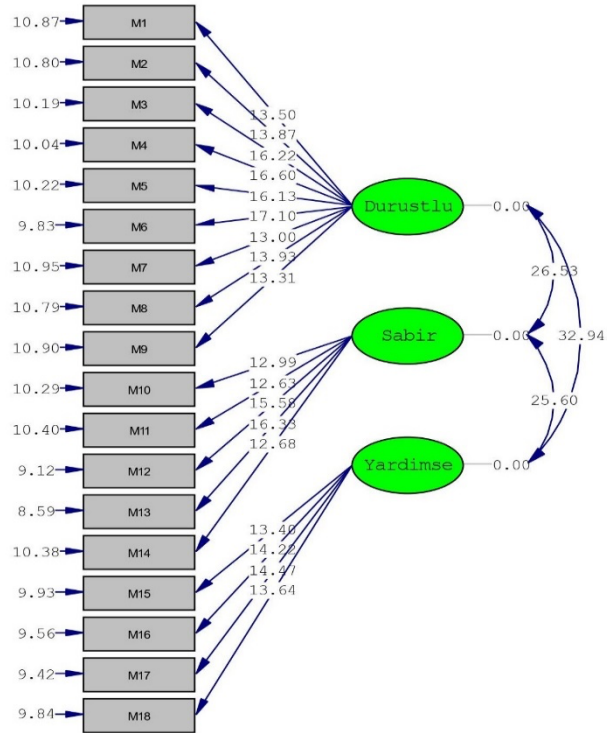 10.87 M1
10.80 M2
10.19 M3
10.04 M4
10.22 M5
9.83 M6
10.95 M7
10.79 M8
10.90 M9
10.29 M10
10.40 M11
9.12 M12
8.59 M13
10.38 M14
9.93 M15
9.56 M16
9.42 M17
9.84 M18
13.50
13.87
16.22
16.60
16.13
17.10
13.00
13.93
13.31
12.99
12.63
15.58
16.33
12.68
13.40
14.22
14.47
13.64
Durustlu 0.00
Sabir 0.00
Yardimse 0.00
26.53
32.94
25.60